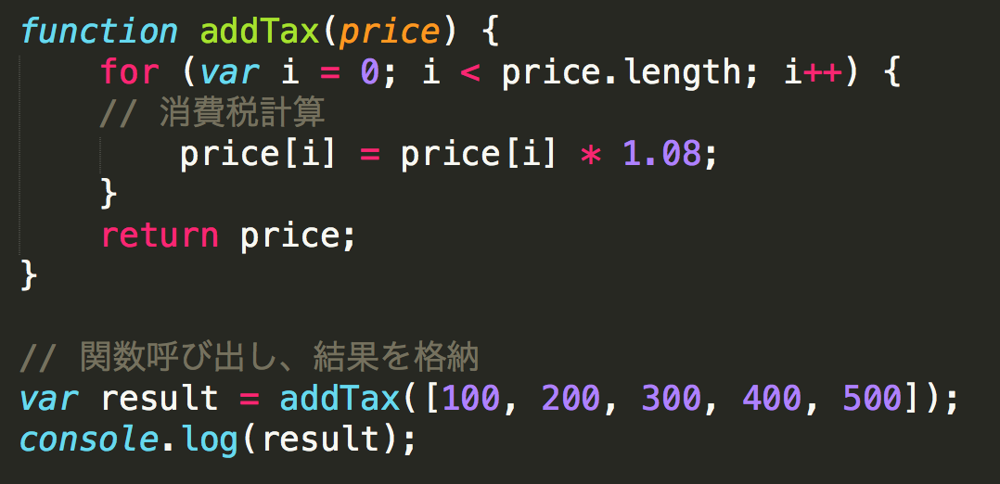 function addTax(price) {
    for (var i = 0; i < price.length; i++) {
    // 消費税計算
        price[i] = price[i] * 1.08;
    }
    return price;
}

// 関数呼び出し、結果を格納
var result = addTax([100, 200, 300, 400, 500]);
console.log(result);